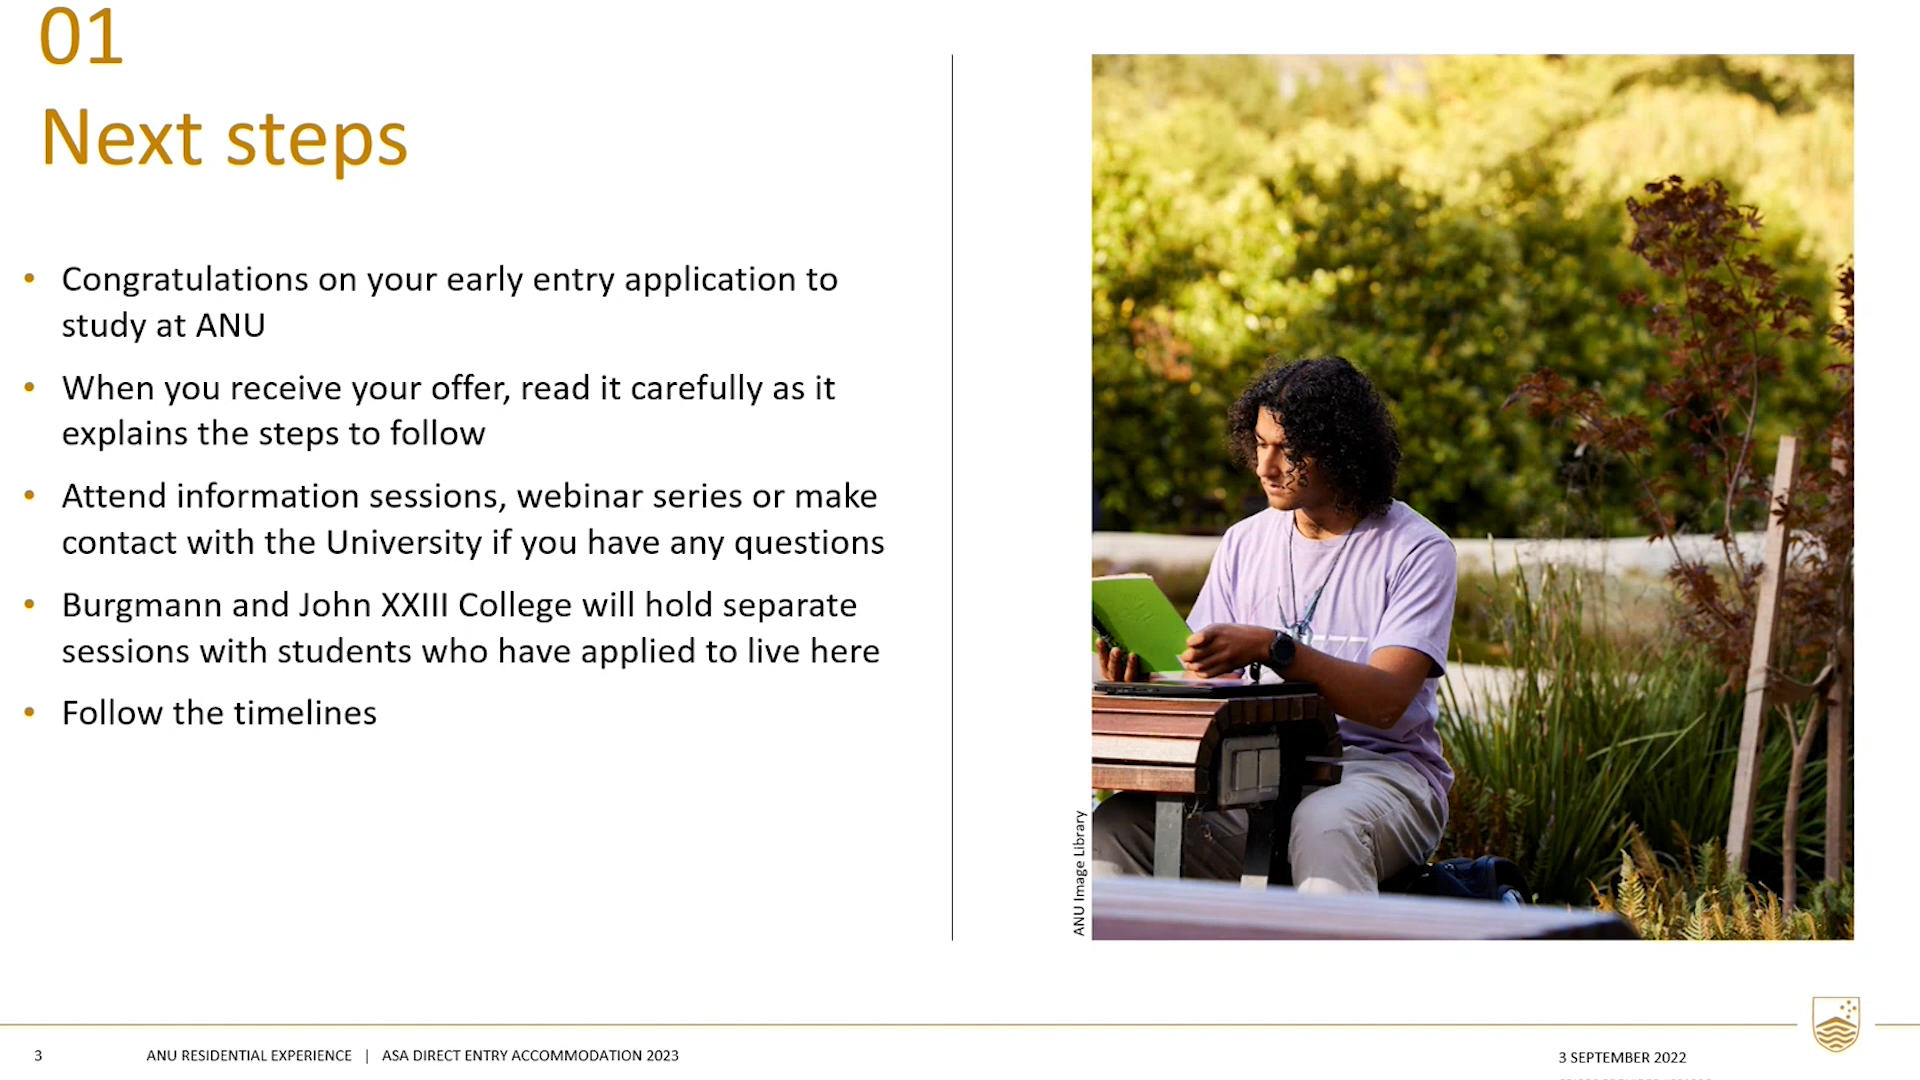 01
Next steps
• Congratulations on your early entry application to
study at ANU
• When you receive your offer, read it carefully as it
explains the steps to follow
• Attend information sessions, webinar series or make
contact with the University if you have any questions
• Burgmann and John XXIII College will hold separate
sessions with students who have applied to live here
• Follow the timelines
ANU Image Library
3 ANU RESIDENTIAL EXPERIENCE | ASA DIRECT ENTRY ACCOMMODATION 2023
3 SEPTEMBER 2022